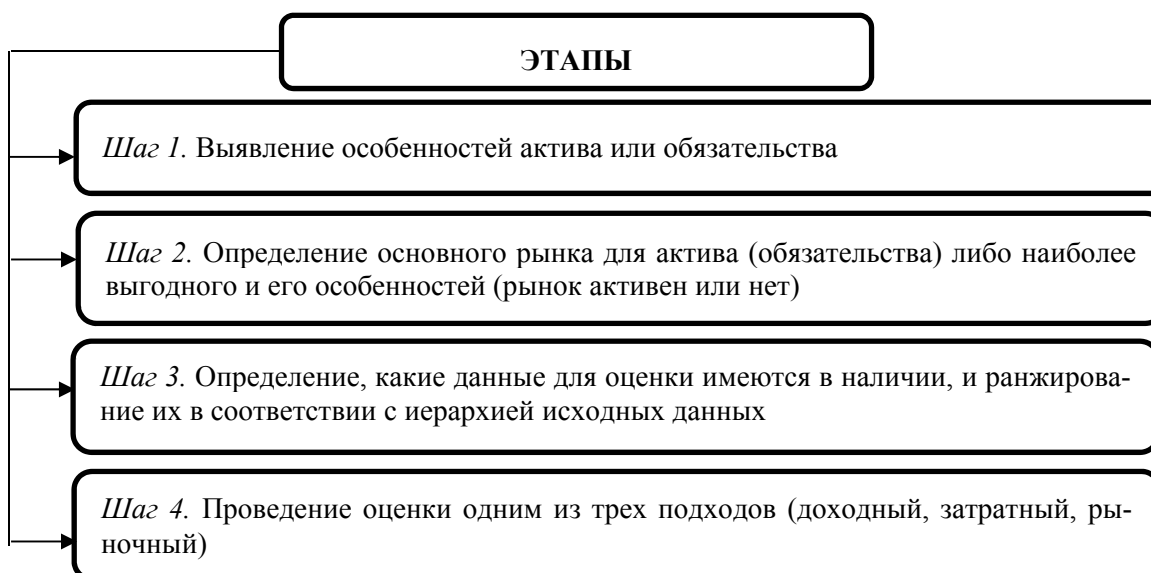 ЭТАПЫ
Шаг 1. Выявление особенностей актива или обязательства
Шаг 2. Определение основного рынка для актива (обязательства) либо наиболее
выгодного и его особенностей (рынок активен или нет)
Шаг 3. Определение, какие данные для оценки имеются в наличии, и ранжирова-
ние их в соответствии с иерархией исходных данных
Шаг 4. Проведение оценки одним из трех подходов (доходный, затратный, ры-
ночный)